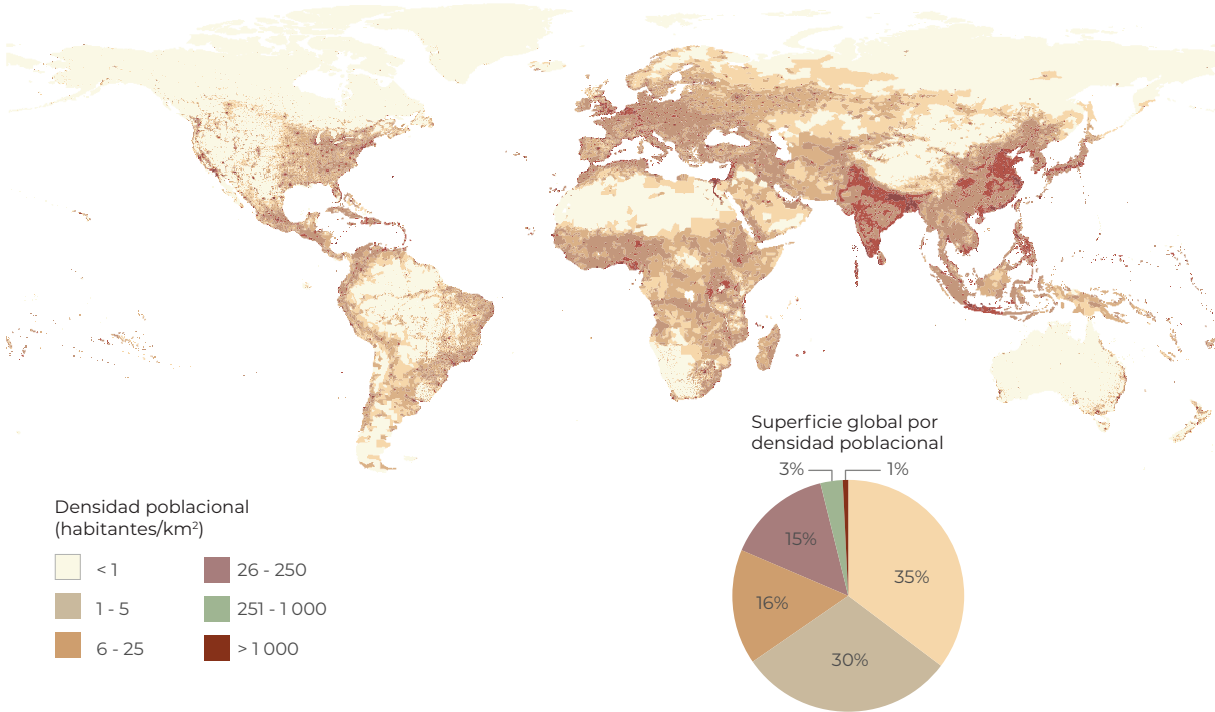 Superficie global por
densidad poblacional
3%
1%
15%
35%
16%
30%
Densidad poblacional
(habitantes/km²)
< 1
26 - 250
1 - 5
251 - 1 000
6 - 25
> 1 000